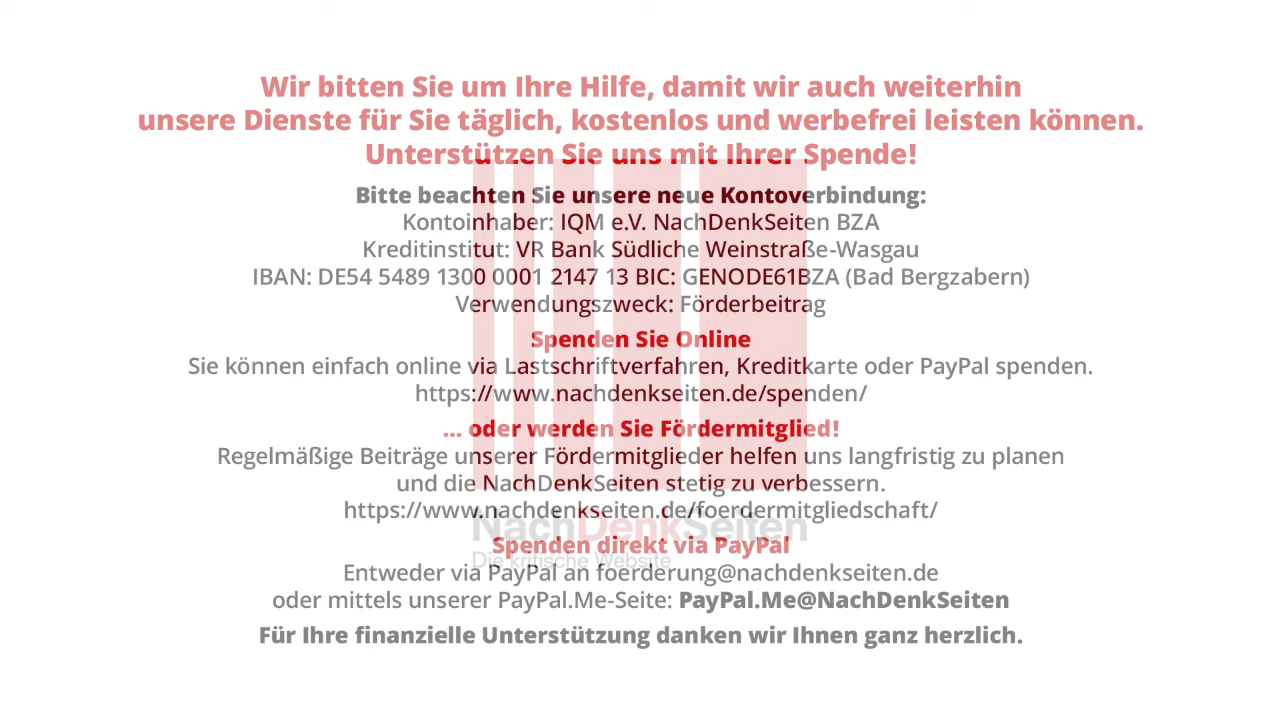 Wir bitten Sie um Ihre Hilfe, damit wir auch weiterhin
unsere Dienste für Sie täglich, kostenlos und werbefrei leisten können.
Unterstützen Sie uns mit Ihrer Spende!
Bitte beachten Sie unsere neue Kontoverbindung:
Kontoinhaber: IQM e.V. NachDenkSeiten BZA
Kreditinstitut: VR Bank Südliche Weinstraße-Wasgau
IBAN: DE54 5489 1300 0001 2147 13 BIC: GENODE61BZA (Bad Bergzabern)
Verwendungszweck: Förderbeitrag
Spenden Sie Online
Sie können einfach online via Lastschriftverfahren, Kreditkarte oder PayPal spenden.
https://www.nachdenkseiten.de/spenden/
... oder werden Sie Fördermitglied!
Regelmäßige Beiträge unserer Fördermitglieder helfen uns langfristig zu planen
und die NachDenkSeiten stetig zu verbessern.
https://www.nachdenkseiten.de/foerdermitgliedschaft/
NachDenkSeiten
Spenden direkt via PayPal
Die kritische Website
Entweder via PayPal an foerderung@nachdenkseiten.de
oder mittels unserer PayPal.Me-Seite: PayPal.Me@NachDenkSeiten
Für Ihre finanzielle Unterstützung danken wir Ihnen ganz herzlich.